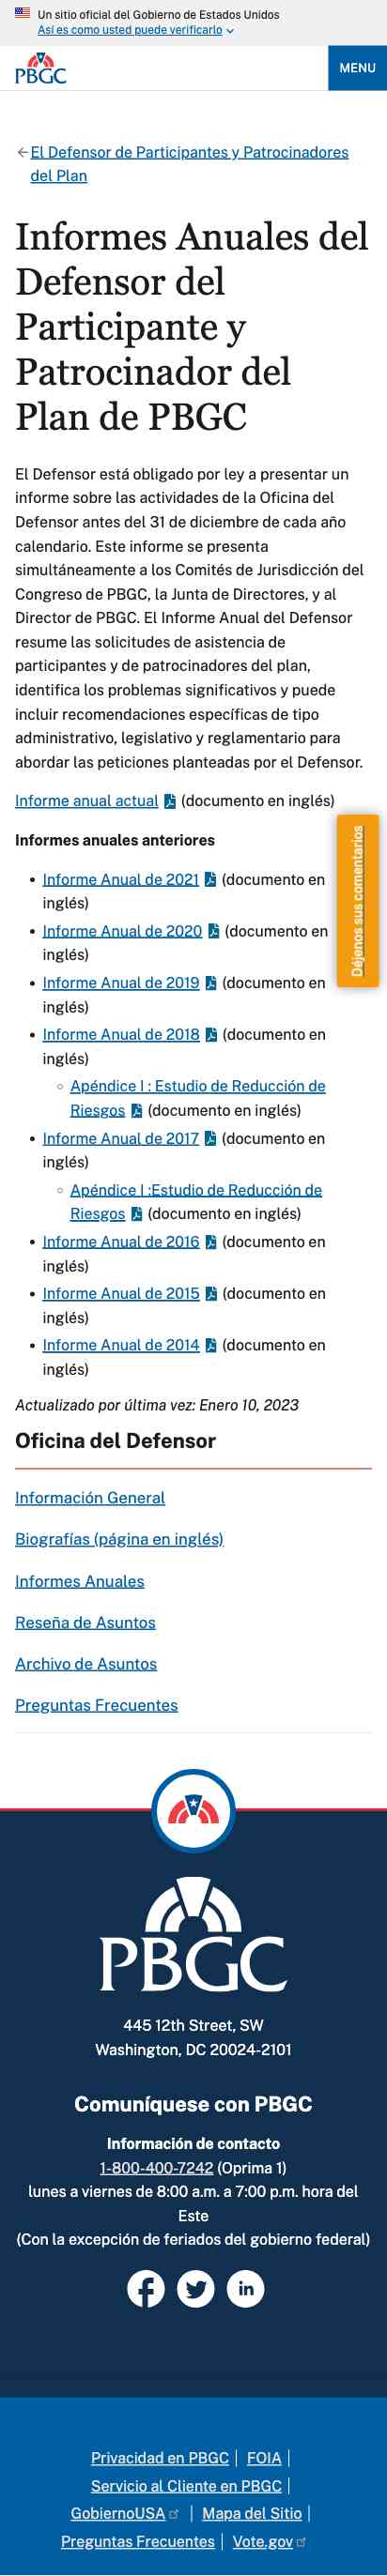 Un sitio oficial del Gobierno de Estados Unidos
Así es como usted puede verificarlo
PBGC
MENU
El Defensor de Participantes y Patrocinadores
del Plan
Informes Anuales del
Defensor del
Participante y
Patrocinador del
Plan de PBGC
El Defensor está obligado por ley a presentar un
informe sobre las actividades de la Oficina del
Defensor antes del 31 de diciembre de cada año
calendario. Este informe se presenta
simultáneamente a los Comités de Jurisdicción del
Congreso de PBGC, la Junta de Directores, y al
Director de PBGC. El Informe Anual del Defensor
resume las solicitudes de asistencia de
participantes y de patrocinadores del plan,
identifica los problemas significativos y puede
incluir recomendaciones específicas de tipo
administrativo, legislativo y reglamentario para
abordar las peticiones planteadas por el Defensor.
Informe anual actual (documento en inglés)
Informes anuales anteriores
Déjenos sus comentarios
Informe Anual de 2021 (documento en
inglés)
Informe Anual de 2020 (documento en
inglés)
Informe Anual de 2019 (documento en
inglés)
Informe Anual de 2018 (documento en
inglés)
Apéndice I : Estudio de Reducción de
Riesgos (documento en inglés)
Informe Anual de 2017 (documento en
inglés)
Apéndice I :Estudio de Reducción de
Riesgos (documento en inglés)
Informe Anual de 2016 (documento en
inglés)
Informe Anual de 2015 (documento en
inglés)
Informe Anual de 2014 (documento en
inglés)
Actualizado por última vez: Enero 10, 2023
Oficina del Defensor
Información General
Biografías (página en inglés)
Informes Anuales
Reseña de Asuntos
Archivo de Asuntos
Preguntas Frecuentes
PBGC
445 12th Street, SW
Washington, DC 20024-2101
Comuníquese con PBGC
Información de contacto
1-800-400-7242 (Oprima 1)
lunes a viernes de 8:00 a.m. a 7:00 p.m. hora del
Este
(Con la excepción de feriados del gobierno federal)
Privacidad en PBGC | FOIA |
Servicio al Cliente en PBGC |
GobiernoUSA | Mapa del Sitio |
Preguntas Frecuentes | Vote.gov